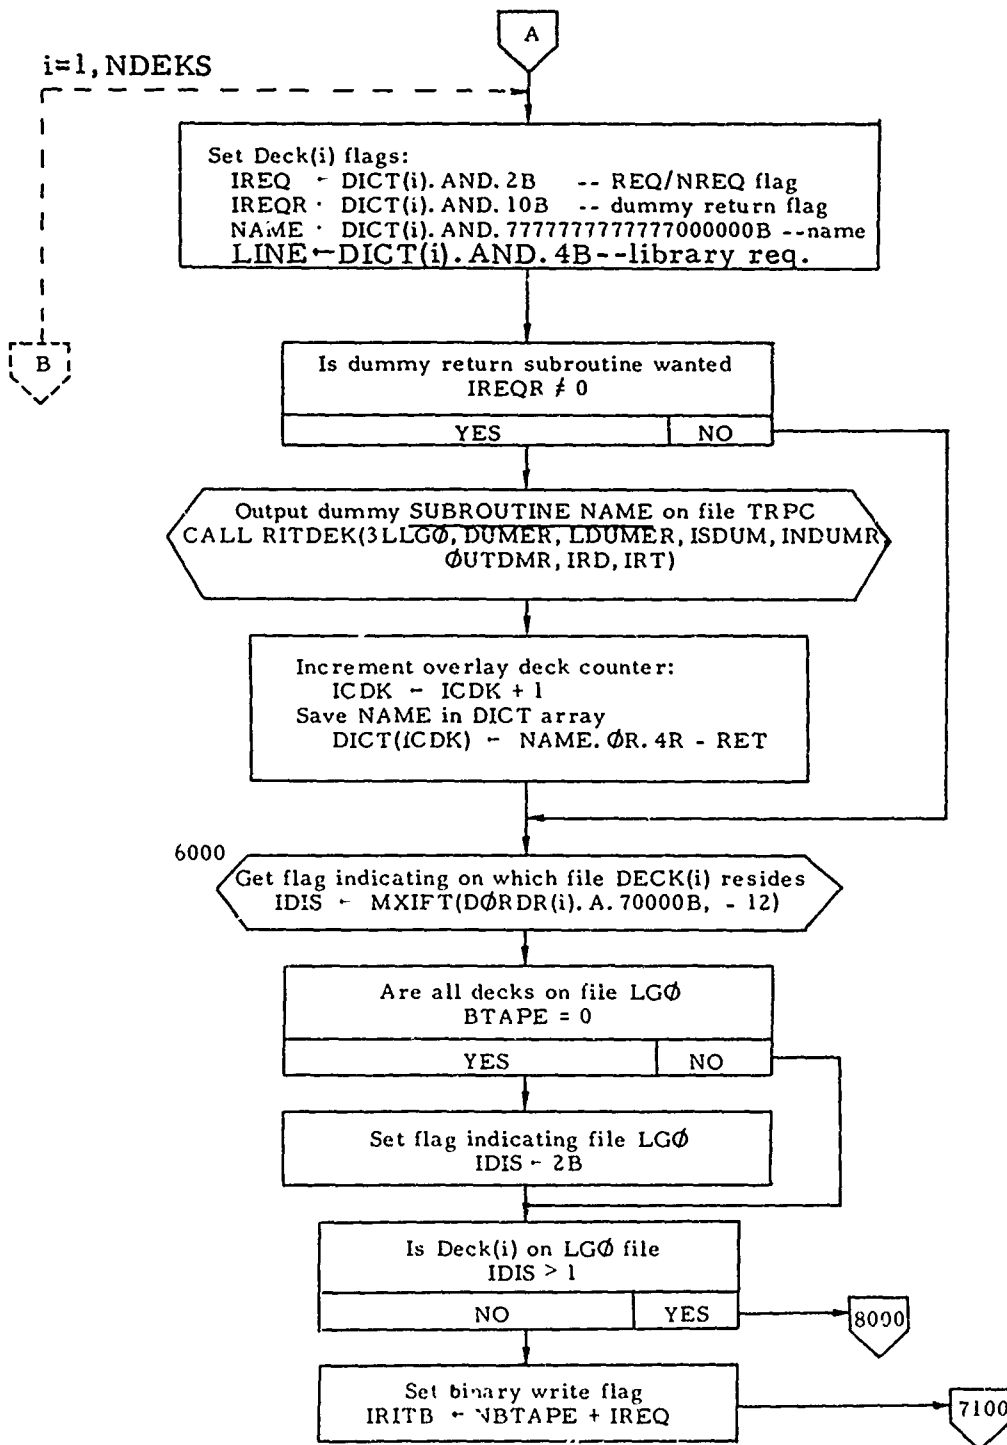 A
i=1, NDEKS
Set Deck(i) flags:
IREQ ← DICT(i). AND. 2B -- REQ/NREQ flag
IREQR · DICT(i). AND. 10B -- dummy return flag
NAME · DICT(i). AND. 7777777777777000000B --name
LINE←DICT(i). AND. 4B--library req.
B
Is dummy return subroutine wanted
IREQR ≠ 0
YES NO
Output dummy SUBROUTINE NAME on file TRPC
CALL RITDEK(3LLGØ, DUMER, LDUMER, ISDUM, INDUMR,
ØUTDMR, IRD, IRT)
Increment overlay deck counter:
ICDK ← ICDK + 1
Save NAME in DICT array
DICT(ICDK) ← NAME. ØR. 4R - RET
6000
Get flag indicating on which file DECK(i) resides
IDIS ← MXIFT(DØRDR(i). A. 70000B, - 12)
Are all decks on file LGØ
BTAPE = 0
YES NO
Set flag indicating file LGØ
IDIS ← 2B
Is Deck(i) on LGØ file
IDIS > 1
NO YES
8000
Set binary write flag
IRITB ← NBTAPE + IREQ
7100